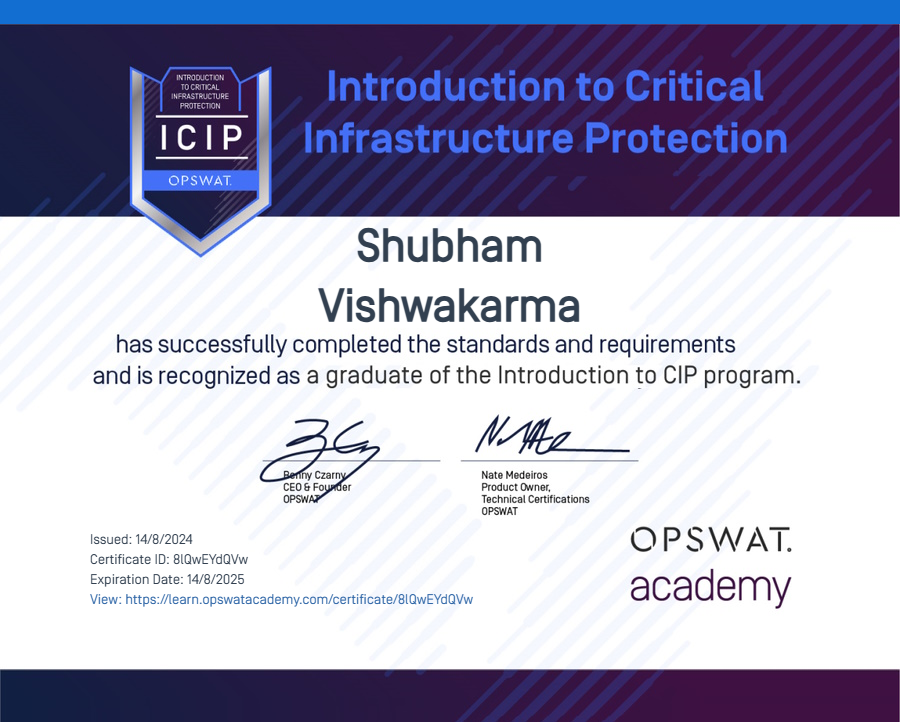 INTRODUCTION
TO CRITICAL
INFRASTRUCTURE
PROTECTION
ICIP
OPSWAT.
Introduction to Critical
Infrastructure Protection
Shubham
Vishwakarma
has successfully completed the standards and requirements
and is recognized as a graduate of the Introduction to CIP program.
Benny Czarny
CEO & Founder
OPSWAT
Nate Medeiros
Product Owner,
Technical Certifications
OPSWAT
Issued: 14/8/2024
Certificate ID: 8lQwEYdQVw
Expiration Date: 14/8/2025
View: https://learn.opswatacademy.com/certificate/8lQwEYdQVw
OPSWAT.
academy